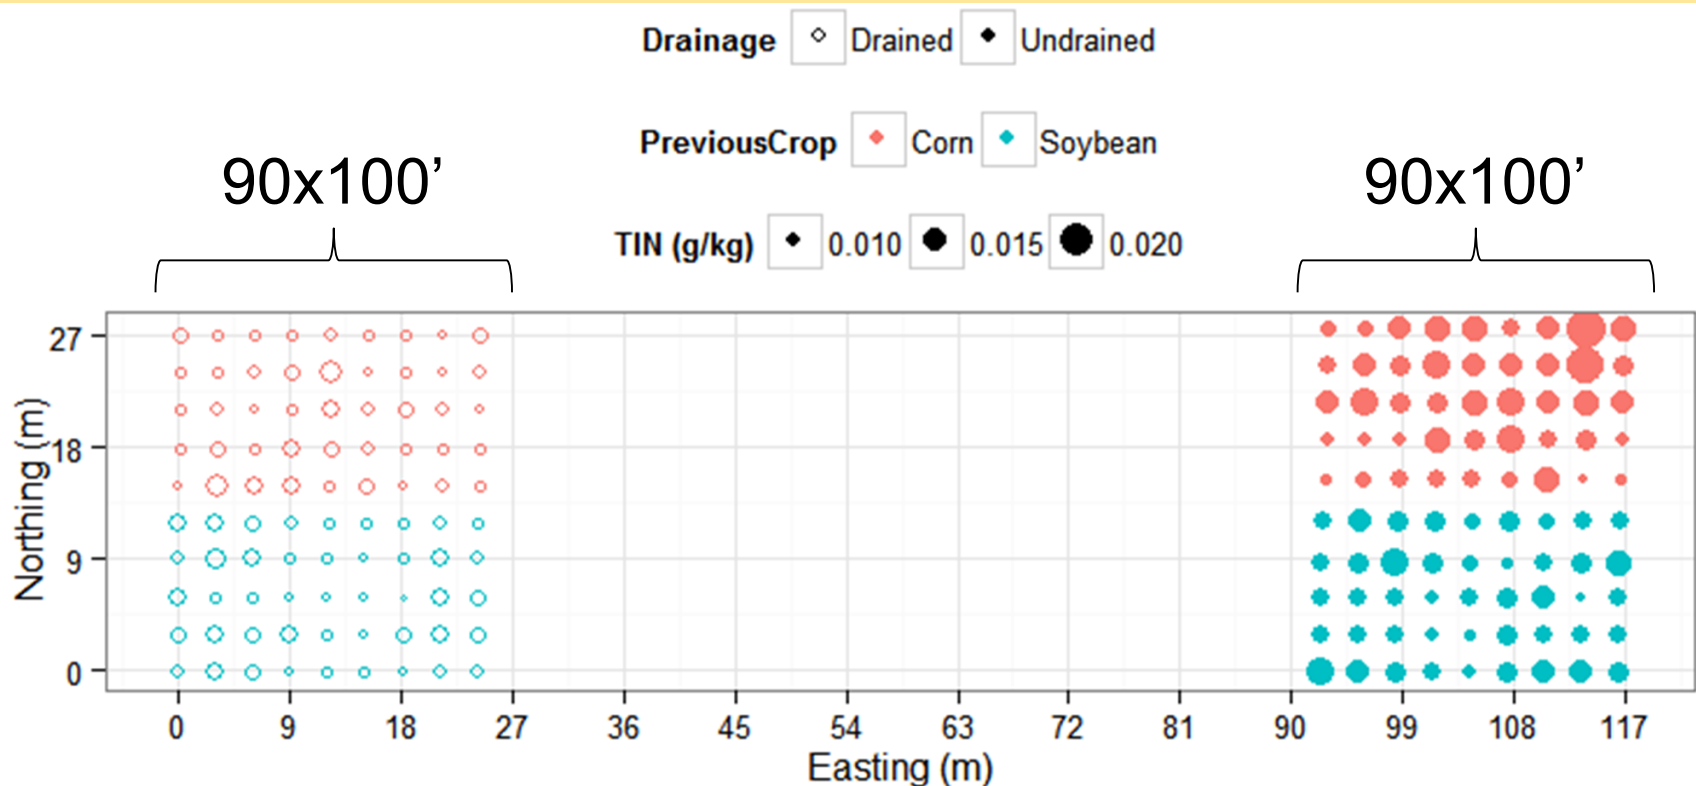 Drainage Drained Undrained
PreviousCrop Corn Soybean
90x100’ 90x100’
TIN (g/kg) 0.010 0.015 0.020
27
18
9
0
Northing (m)
0 9 18 27 36 45 54 63 72 81 90 99 108 117
Easting (m)